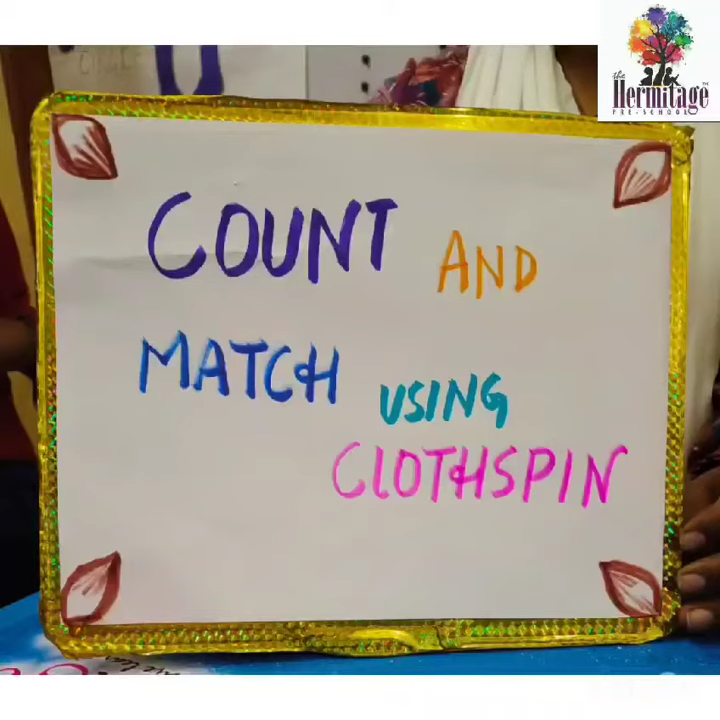 the
Hermitage
PRE-SCHOOL
COUNT AND
MATCH USING
CLOTHSPIN